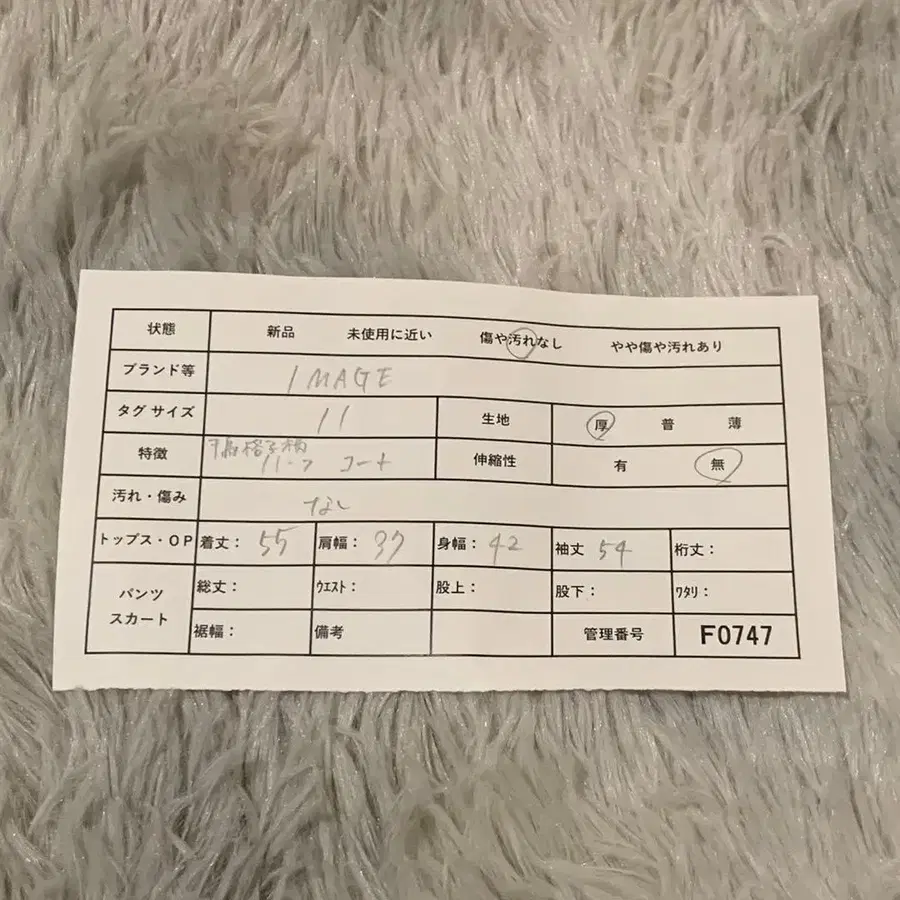 状態 新品 未使用に近い 傷や汚れなし やや傷や汚れあり
ブランド等 IMAGE
タグ サイズ 11 生地 厚 普 薄
特徴 千鳥格子柄
ハーフ コート 伸縮性 有 無
汚れ・傷み なし
トップス・OP 着丈: 55 肩幅: 37 身幅: 42 袖丈 54 裄丈:
パンツ
スカート 総丈: ウエスト: 股上: 股下: ワタリ:
裾幅: 備考 管理番号 F0747